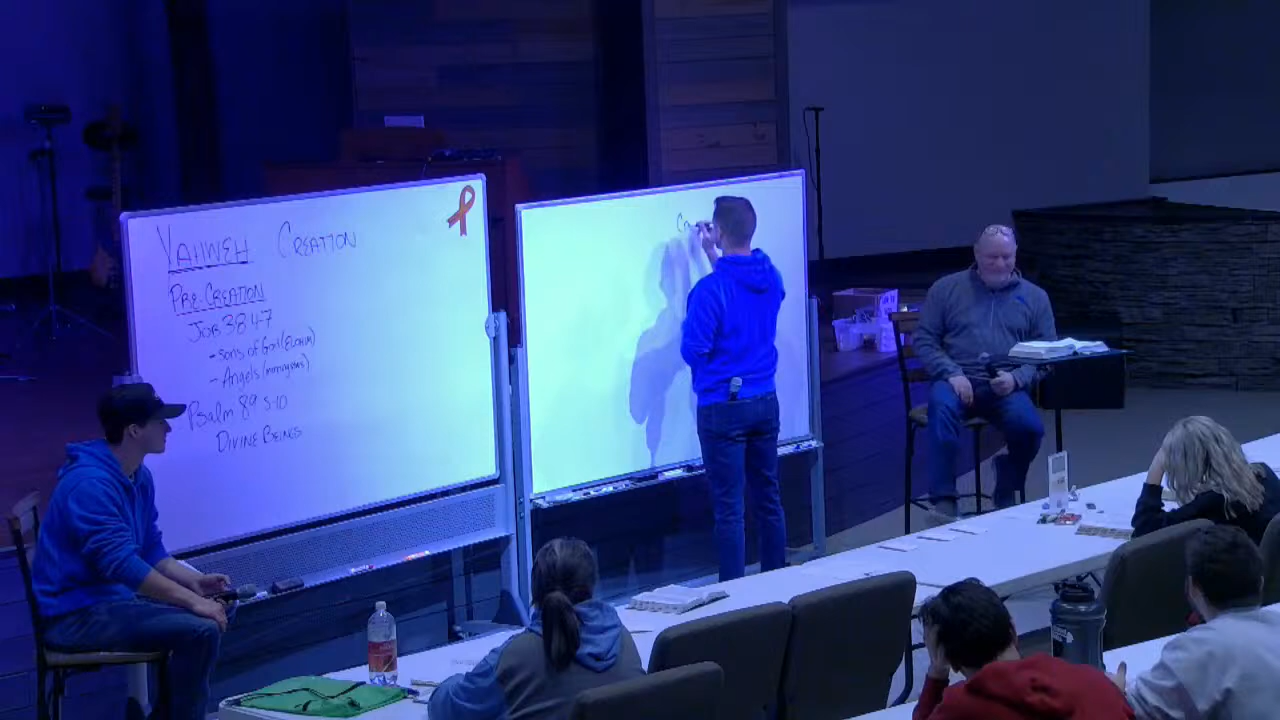 YAHWEH CREATION
PRE-CREATION
JOB 38 4-7
- sons of God (ELOHIM)
- Angels
Psalm 89 5-10
DIVINE BEINGS